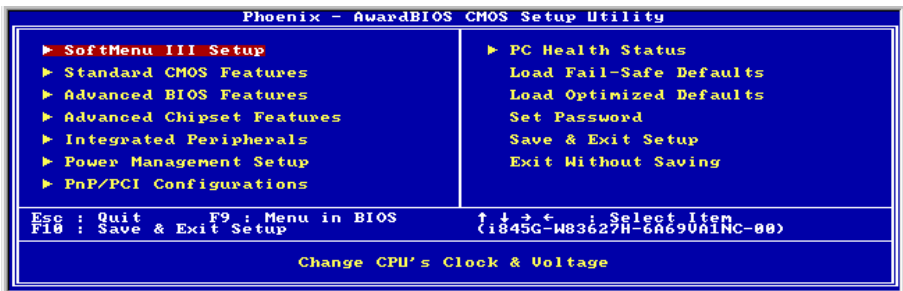 Phoenix - AwardBIOS CMOS Setup Utility
► SoftMenu III Setup
► Standard CMOS Features
► Advanced BIOS Features
► Advanced Chipset Features
► Integrated Peripherals
► Power Management Setup
► PnP/PCI Configurations
► PC Health Status
Load Fail-Safe Defaults
Load Optimized Defaults
Set Password
Save & Exit Setup
Exit Without Saving
Esc : Quit F9 : Menu in BIOS ↑ ↓ → ← : Select Item
F10 : Save & Exit Setup (i845G-W83627H-6A69VA1NC-00)
Change CPU's Clock & Voltage